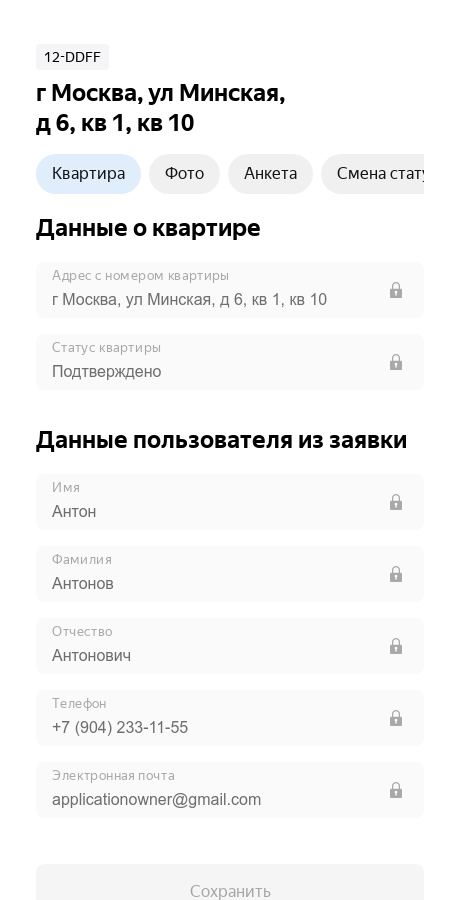 12-DDFF
г Москва, ул Минская,
д 6, кв 1, кв 10
Квартира Фото Анкета Смена стату
Данные о квартире
Адрес с номером квартиры
г Москва, ул Минская, д 6, кв 1, кв 10
Статус квартиры
Подтверждено
Данные пользователя из заявки
Имя
Антон
Фамилия
Антонов
Отчество
Антонович
Телефон
+7 (904) 233-11-55
Электронная почта
applicationowner@gmail.com
Сохранить